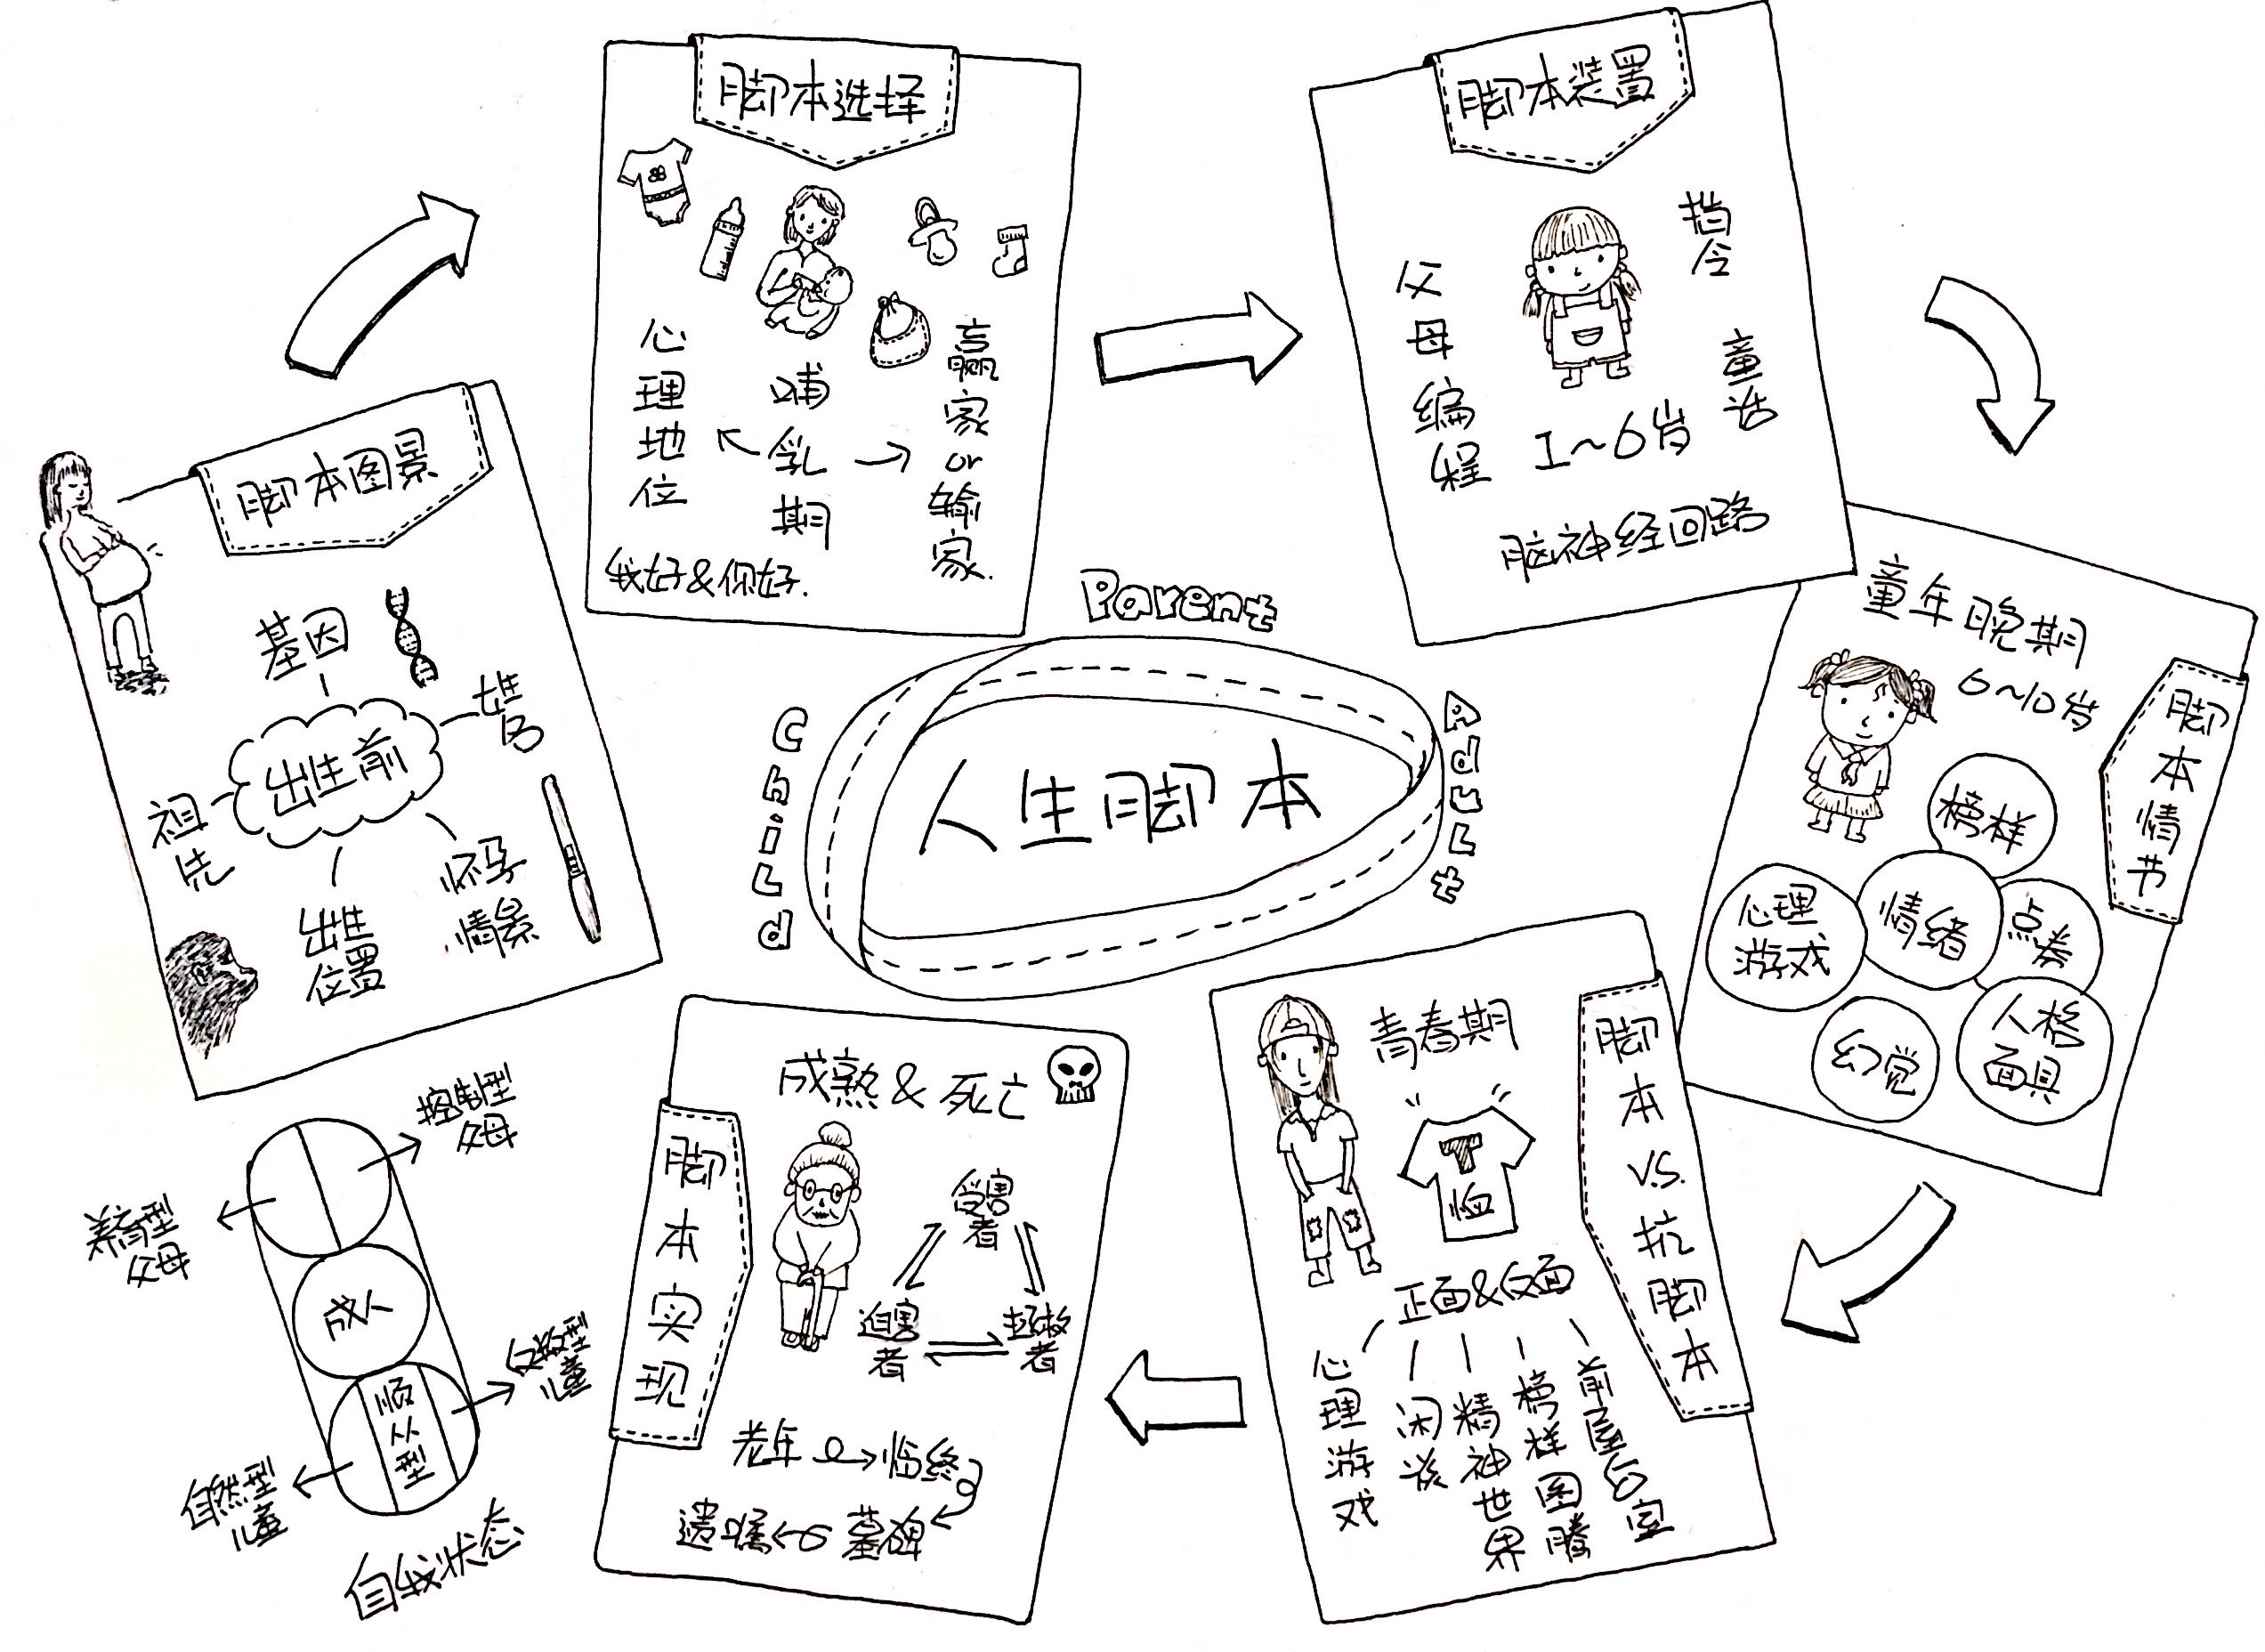 人生脚本
Parent
Adult
Child
脚本图景
出生前
基因
姓名
怀孕情景
出生位置
祖先
脚本选择
心理地位
哺乳期
赢家or输家.
我好&你好.
脚本装置
父母编程
指令
童话
1~6岁
脑神经回路
脚本情节
童年晚期
6~10岁
榜样
情绪
点券
心理游戏
人格面具
幻觉
脚本V.S.抗脚本
青春期
T恤
正面&反面
心理游戏
闲谈
精神世界
榜样图腾
前屋后室
脚本实现
成熟&死亡
受害者
迫害者
拯救者
老年
临终
墓碑
遗嘱
控制型父母
养育型父母
成人
顺从型
反叛型儿童
自然型儿童
自我状态